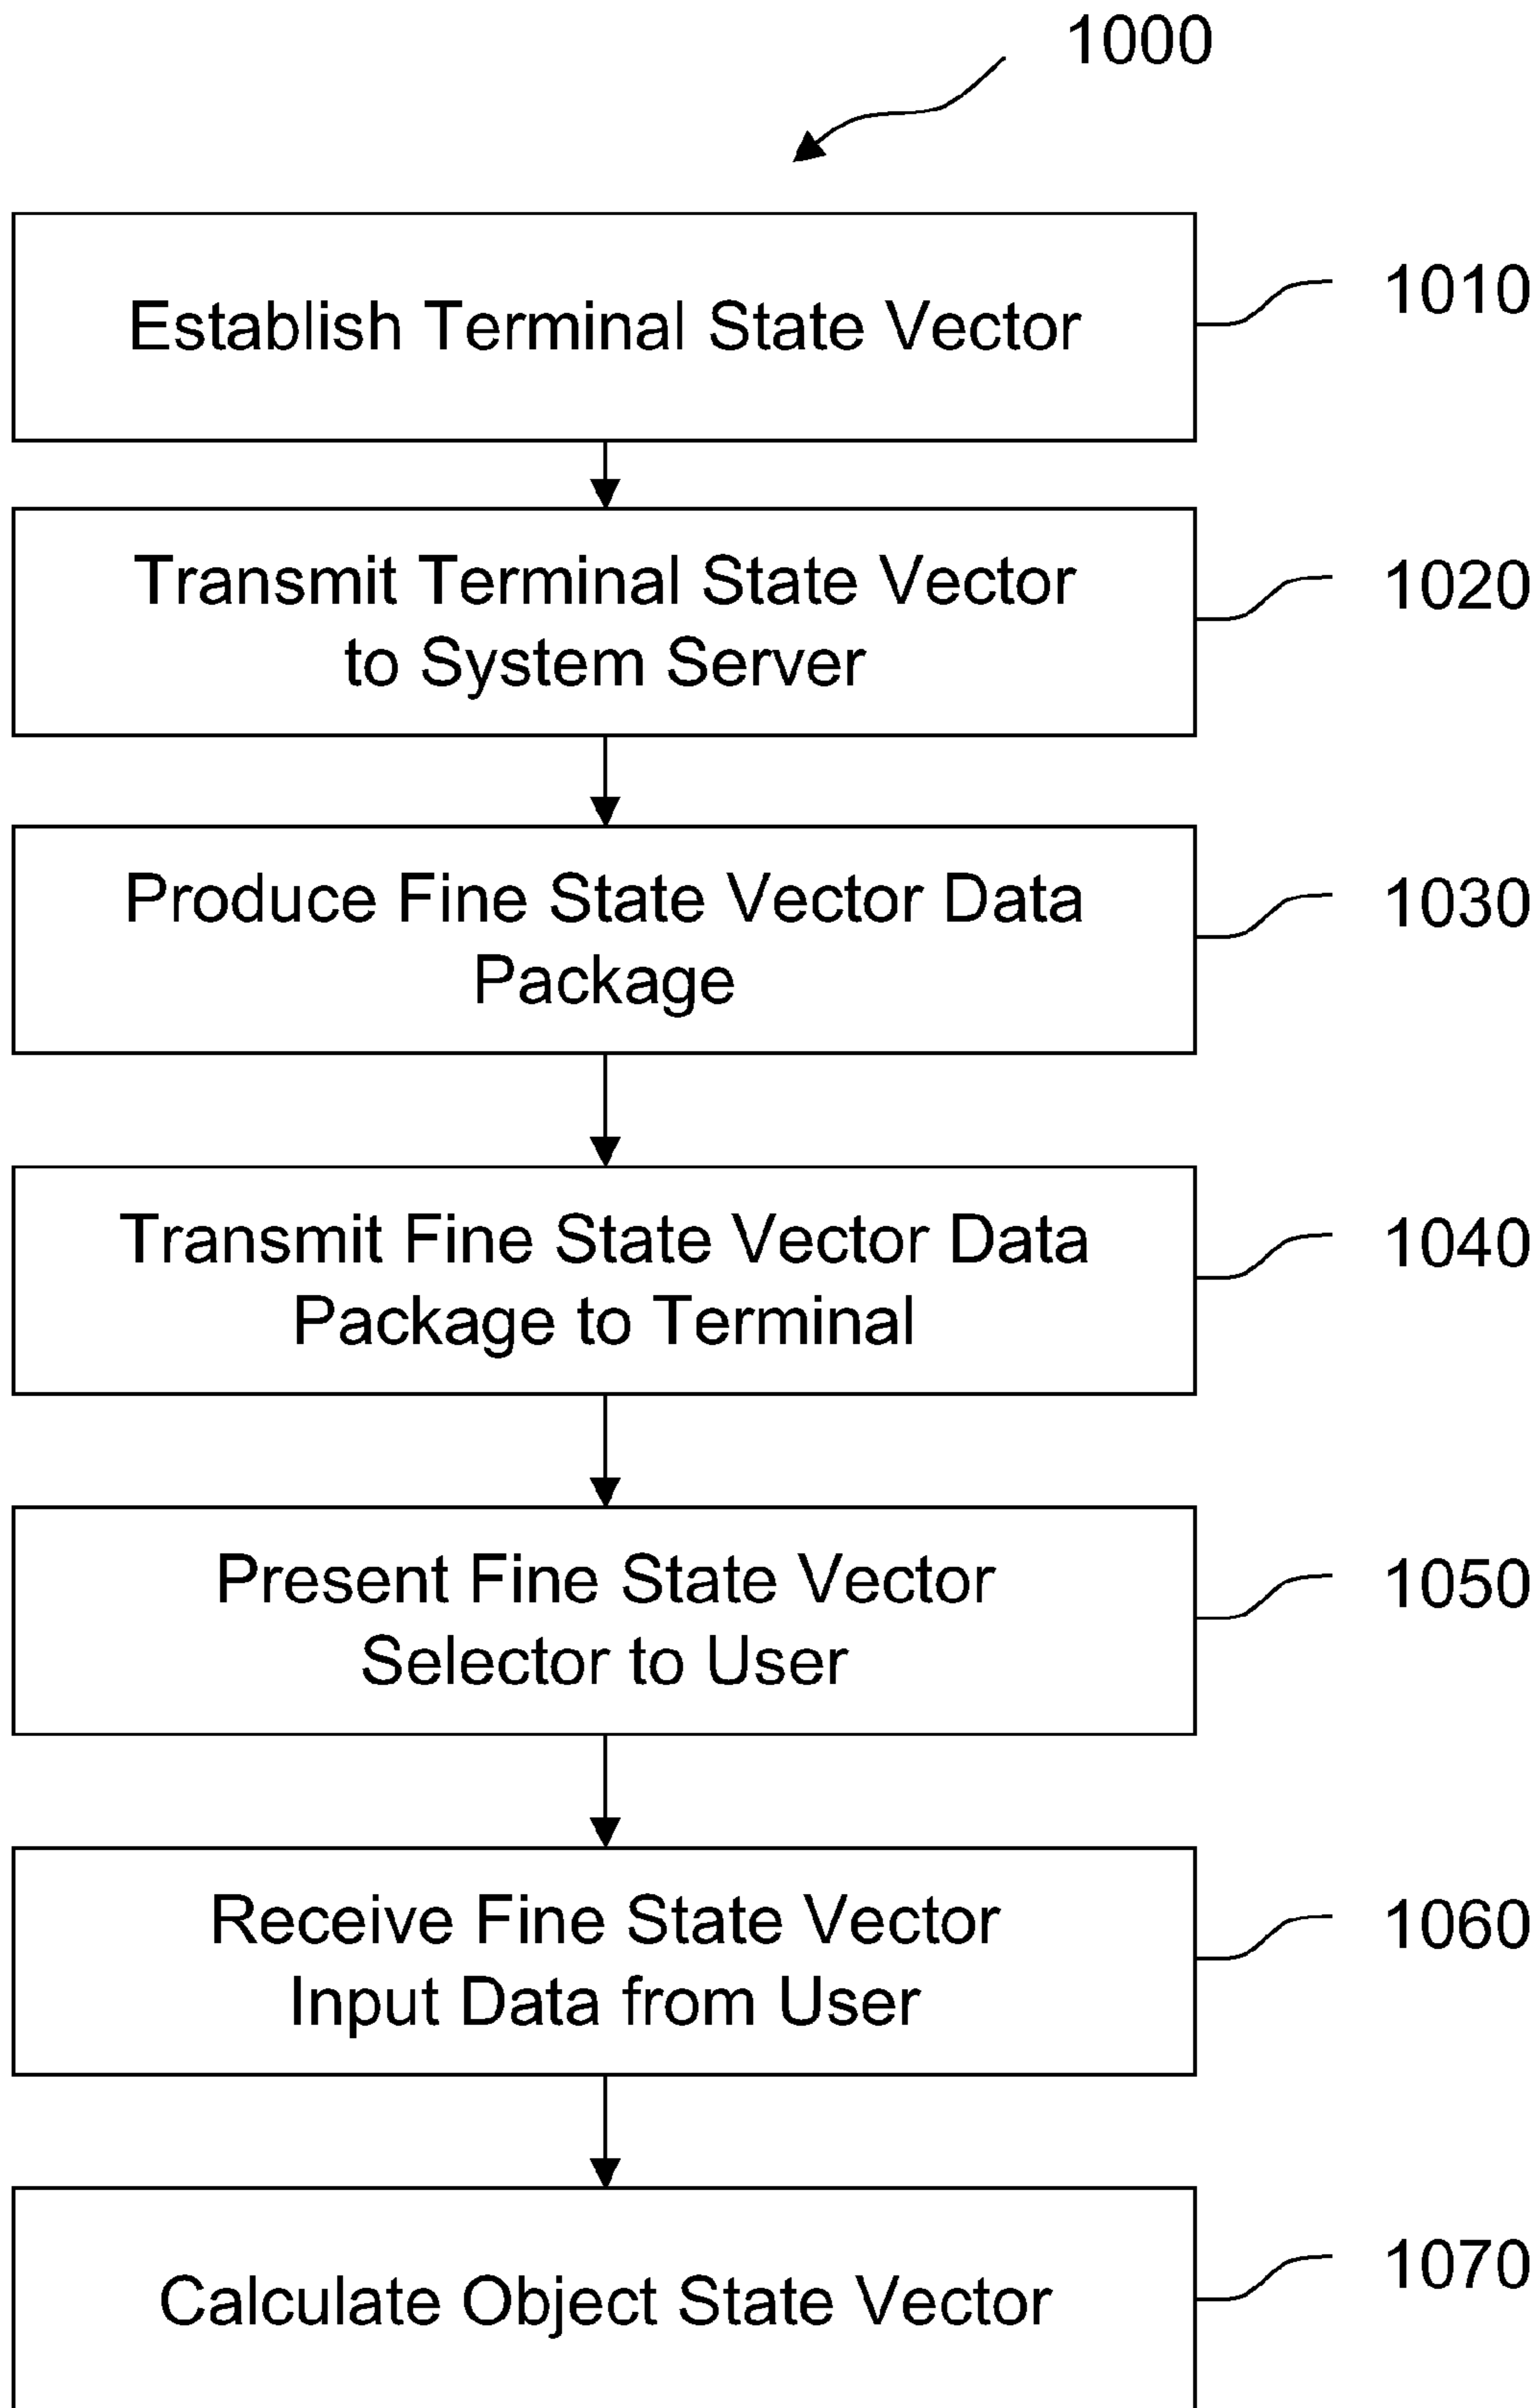 1000
Establish Terminal State Vector
1010
Transmit Terminal State Vector
to System Server
1020
Produce Fine State Vector Data
Package
1030
Transmit Fine State Vector Data
Package to Terminal
1040
Present Fine State Vector
Selector to User
1050
Receive Fine State Vector
Input Data from User
1060
Calculate Object State Vector
1070